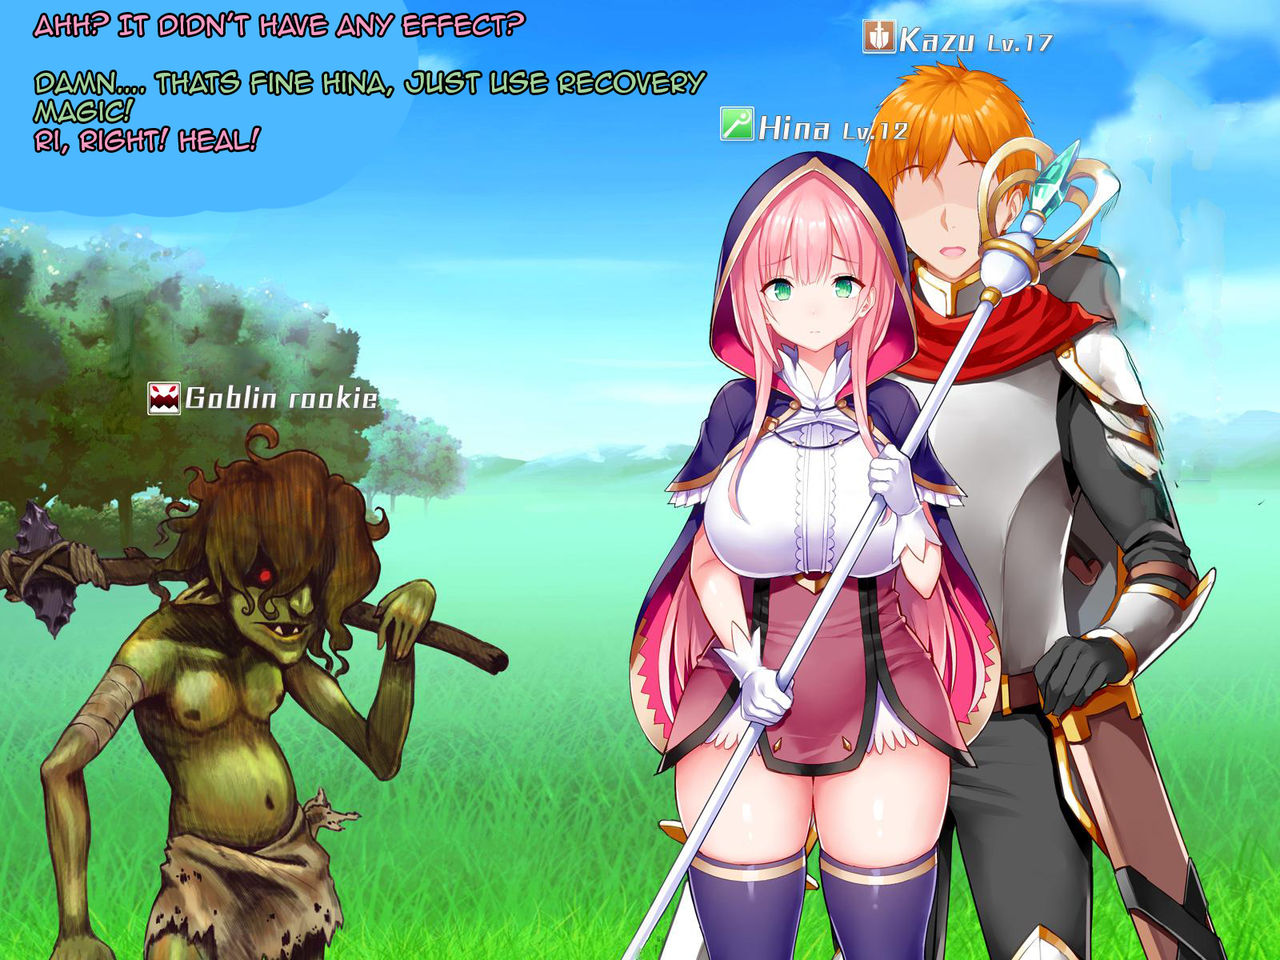 AHH? IT DIDN'T HAVE ANY EFFECT?
DAMN.... THATS FINE HINA, JUST USE RECOVERY
MAGIC!
RI, RIGHT! HEAL!
Kazu Lv.17
Hina Lv.12
Goblin rookie